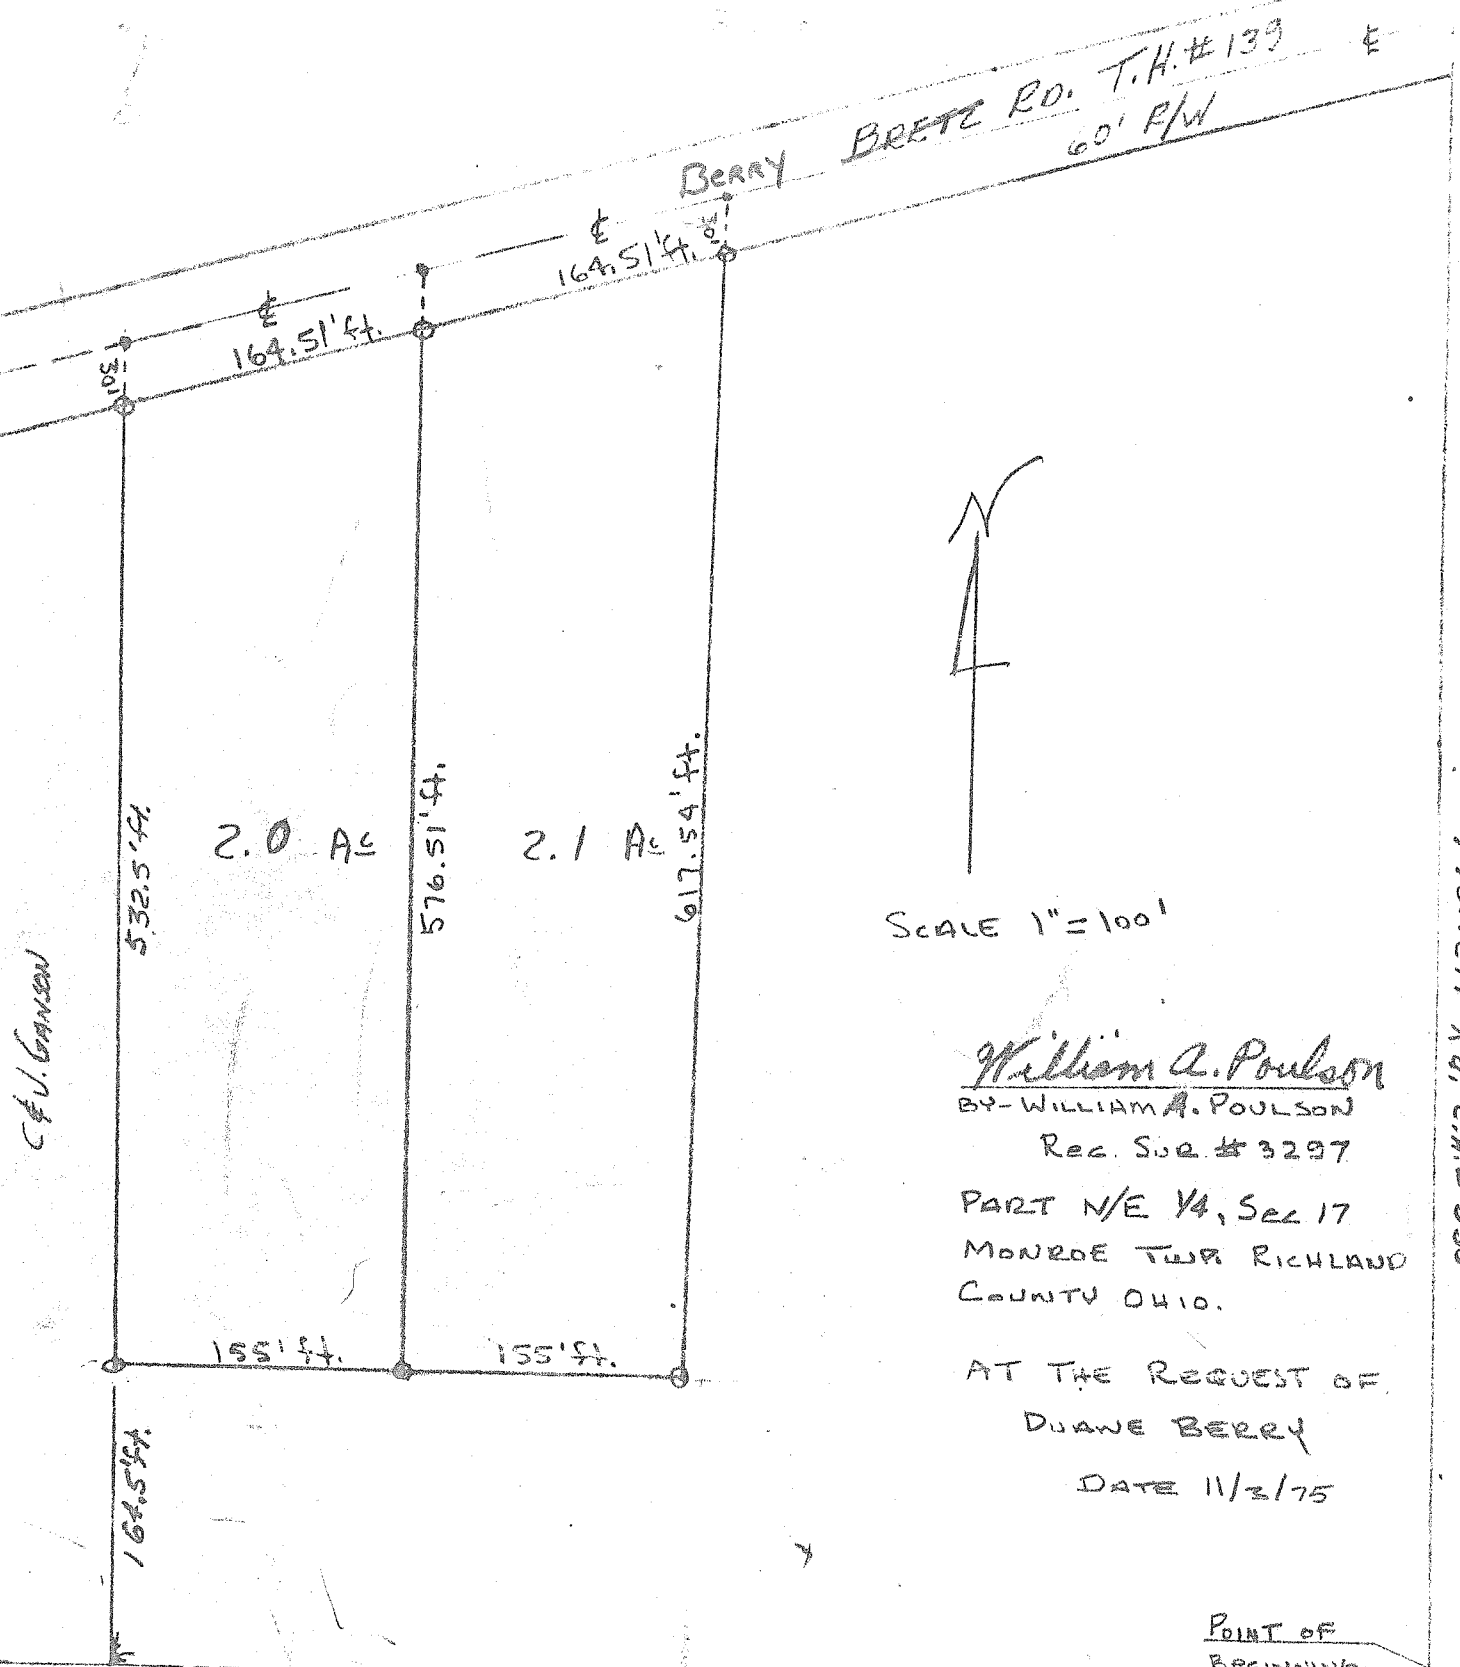 BERRY BRETZ RD. T.H.#139 ℄
60' R/W
℄
℄
30'
164.51'ft.
164.51'ft.
30'
N
532.5'ft.
2.0 Ac
576.51'ft.
2.1 Ac
617.54'ft.
SCALE 1"=100'
C & J. GANSON
William A. Poulson
BY-WILLIAM A. POULSON
REG. SUR. #3297
PART N/E 1/4, SEC 17
MONROE TWP. RICHLAND
COUNTY OHIO.
155'ft.
155'ft.
AT THE REQUEST OF
DUANE BERRY
DATE 11/3/75
164.5'ft.
POINT OF